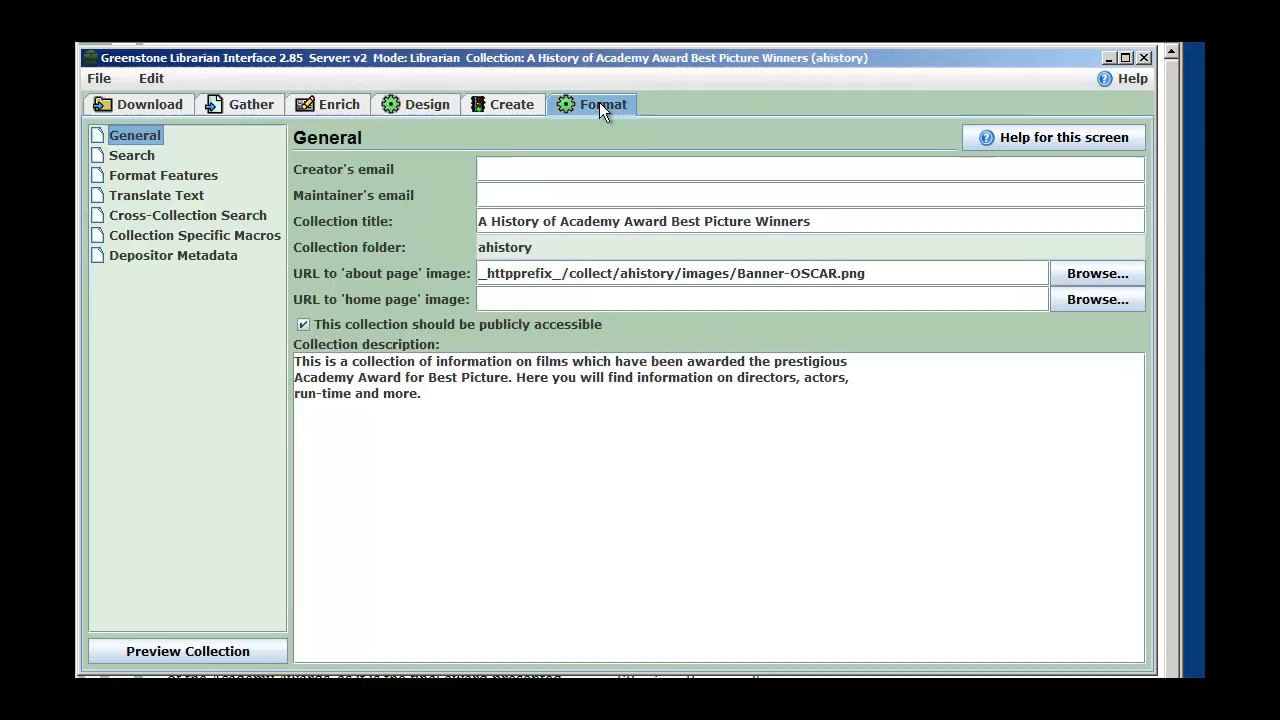 Greenstone Librarian Interface 2.85 Server: v2 Mode: Librarian Collection: A History of Academy Award Best Picture Winners (ahistory)
File Edit Help
Download Gather Enrich Design Create Format
General
Search
Format Features
Translate Text
Cross-Collection Search
Collection Specific Macros
Depositor Metadata
Preview Collection
General
Help for this screen
Creator's email
Maintainer's email
Collection title: A History of Academy Award Best Picture Winners
Collection folder: ahistory
URL to 'about page' image: _httpprefix_/collect/ahistory/images/Banner-OSCAR.png Browse...
URL to 'home page' image: Browse...
This collection should be publicly accessible
Collection description:
This is a collection of information on films which have been awarded the prestigious
Academy Award for Best Picture. Here you will find information on directors, actors,
run-time and more.